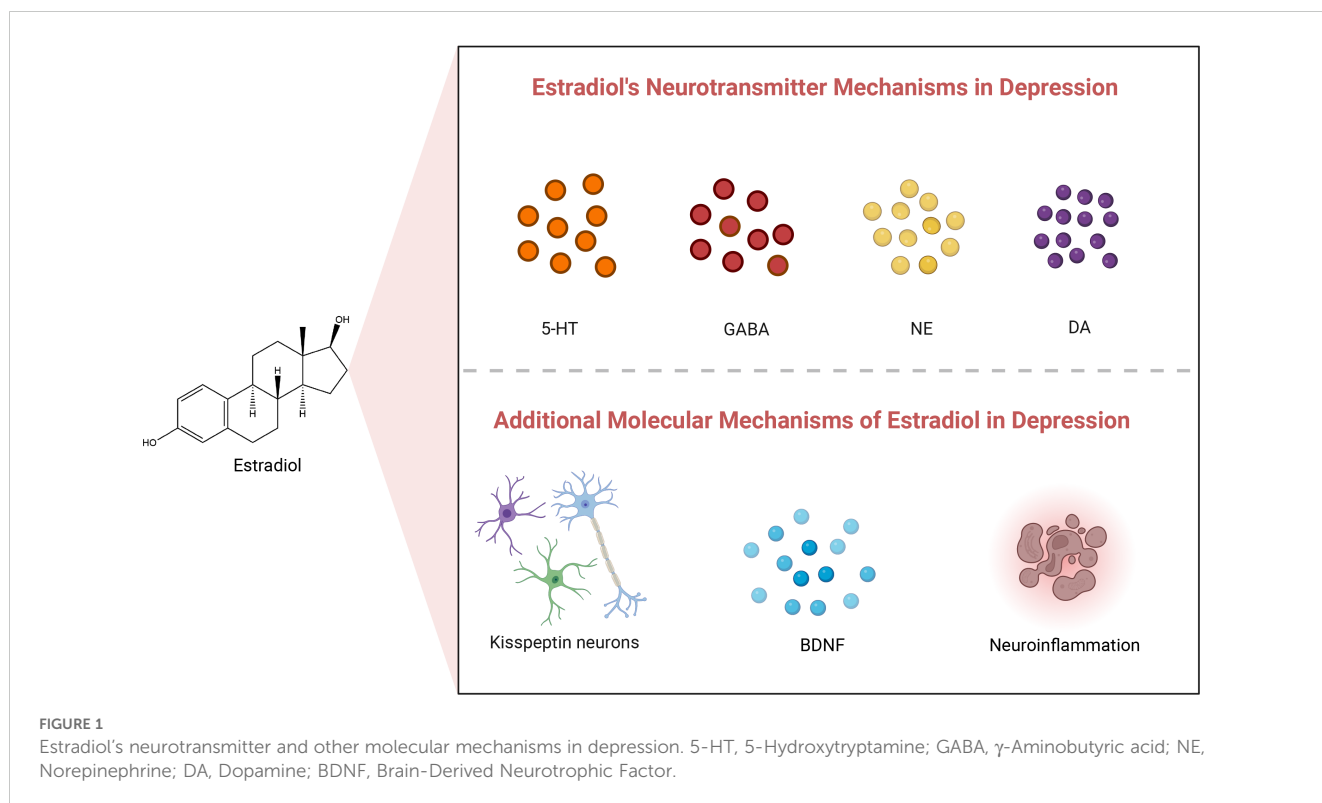 Estradiol's Neurotransmitter Mechanisms in Depression
5-HT
GABA
NE
DA
OH
H
H
H
HO
Estradiol
Additional Molecular Mechanisms of Estradiol in Depression
Kisspeptin neurons
BDNF
Neuroinflammation
FIGURE 1
Estradiol's neurotransmitter and other molecular mechanisms in depression. 5-HT, 5-Hydroxytryptamine; GABA, γ-Aminobutyric acid; NE,
Norepinephrine; DA, Dopamine; BDNF, Brain-Derived Neurotrophic Factor.